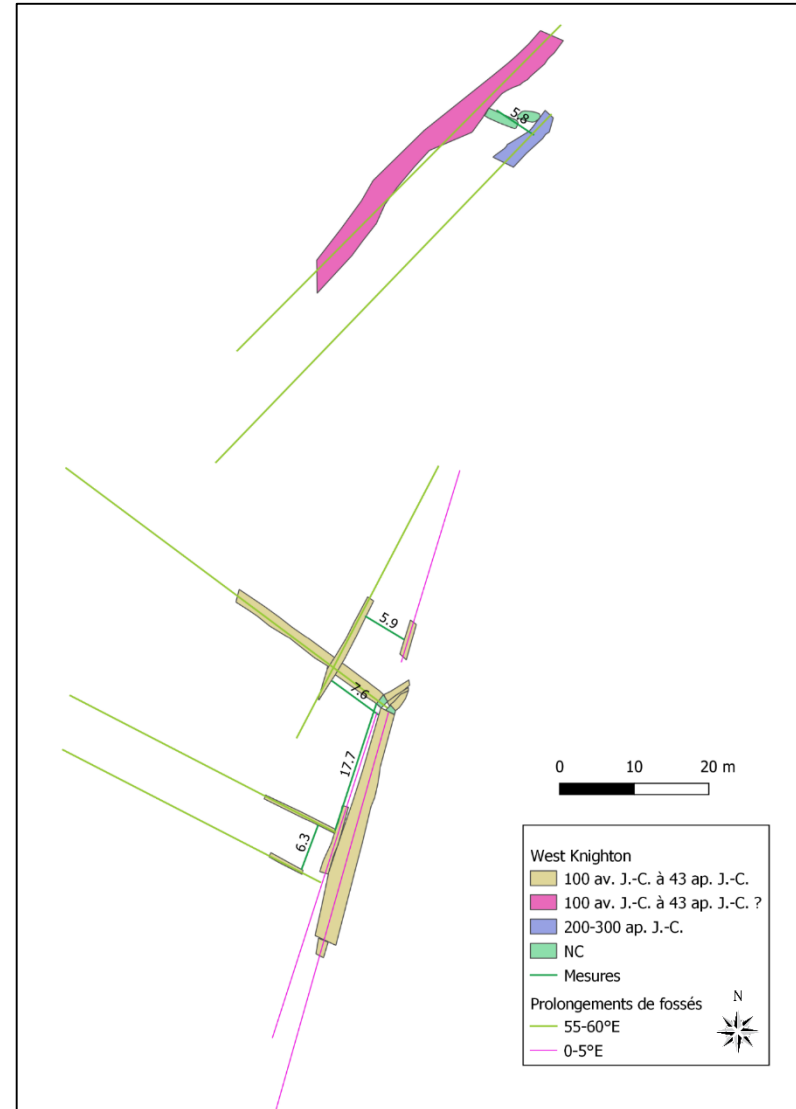 5.8
5.9
7.6
17.7
6.3
0 10 20 m
West Knighton
100 av. J.-C. à 43 ap. J.-C.
100 av. J.-C. à 43 ap. J.-C. ?
200-300 ap. J.-C.
NC
Mesures
Prolongements de fossés
55-60°E
0-5°E
N